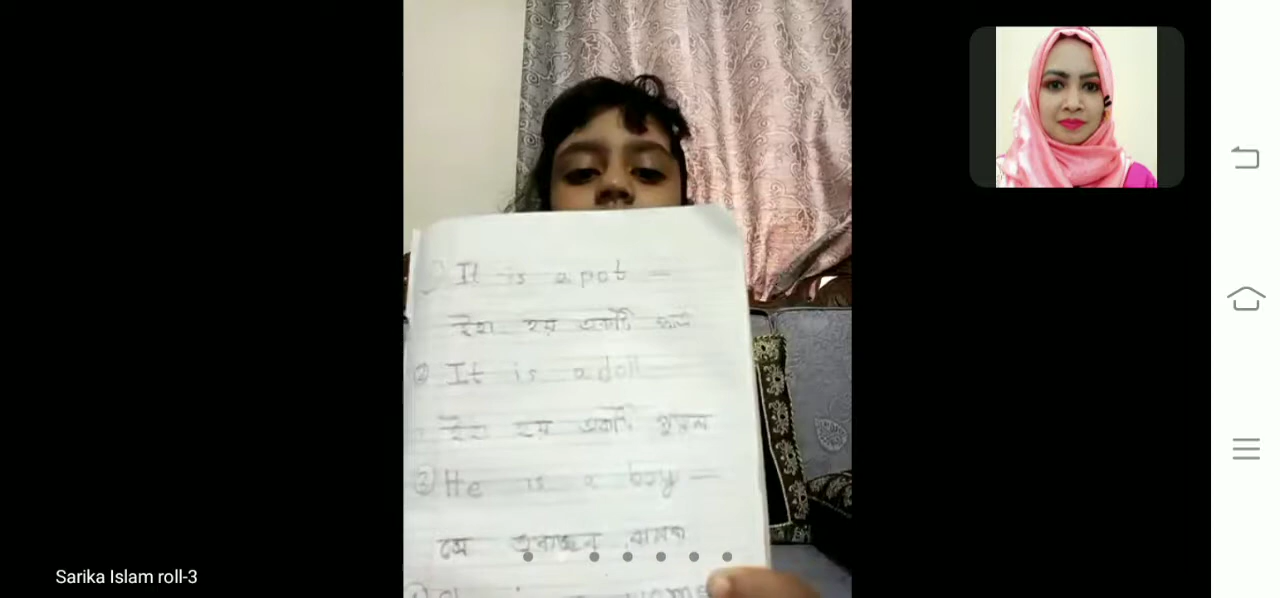 ① It is a pot —
ইহা হয় একটি
② It is a doll
ইহা হয় একটি পুতুল
③ He is a boy —
সে একজন বালক
Sarika Islam roll-3